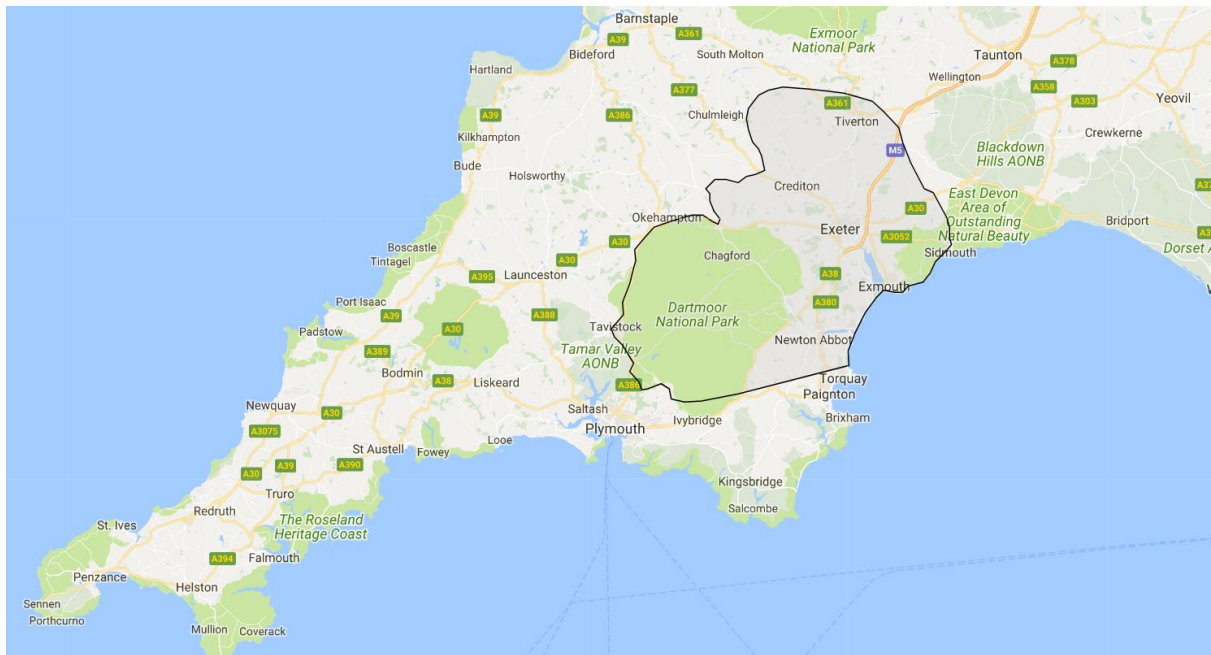 Barnstaple
A39
A361
Bideford
South Molton
Exmoor
National Park
Taunton
A378
Hartland
Wellington
A358
A303
Yeovil
A377
Chulmleigh
A361
Tiverton
A39
A386
Crewkerne
Kilkhampton
M5
Blackdown
Hills AONB
Bude
Holsworthy
Crediton
East Devon
Area of
Outstanding
Natural Beauty
A30
Okehampton
Exeter
A3052
Bridport
Boscastle
Tintagel
A30
A30
Chagford
Sidmouth
Dorset A
A395
Launceston
A38
Exmouth
Port Isaac
A39
A388
Dartmoor
National Park
A380
Padstow
A30
Tavistock
Newton Abbot
A389
Tamar Valley
AONB
Bodmin
A38
Liskeard
A386
Torquay
Paignton
Newquay
A30
Saltash
Plymouth
Ivybridge
Brixham
A3075
St Austell
Fowey
Looe
A30
A39
A390
Kingsbridge
Truro
Salcombe
Redruth
The Roseland
Heritage Coast
St. Ives
A394
Falmouth
Penzance
Helston
Sennen
Porthcurno
Mullion
Coverack